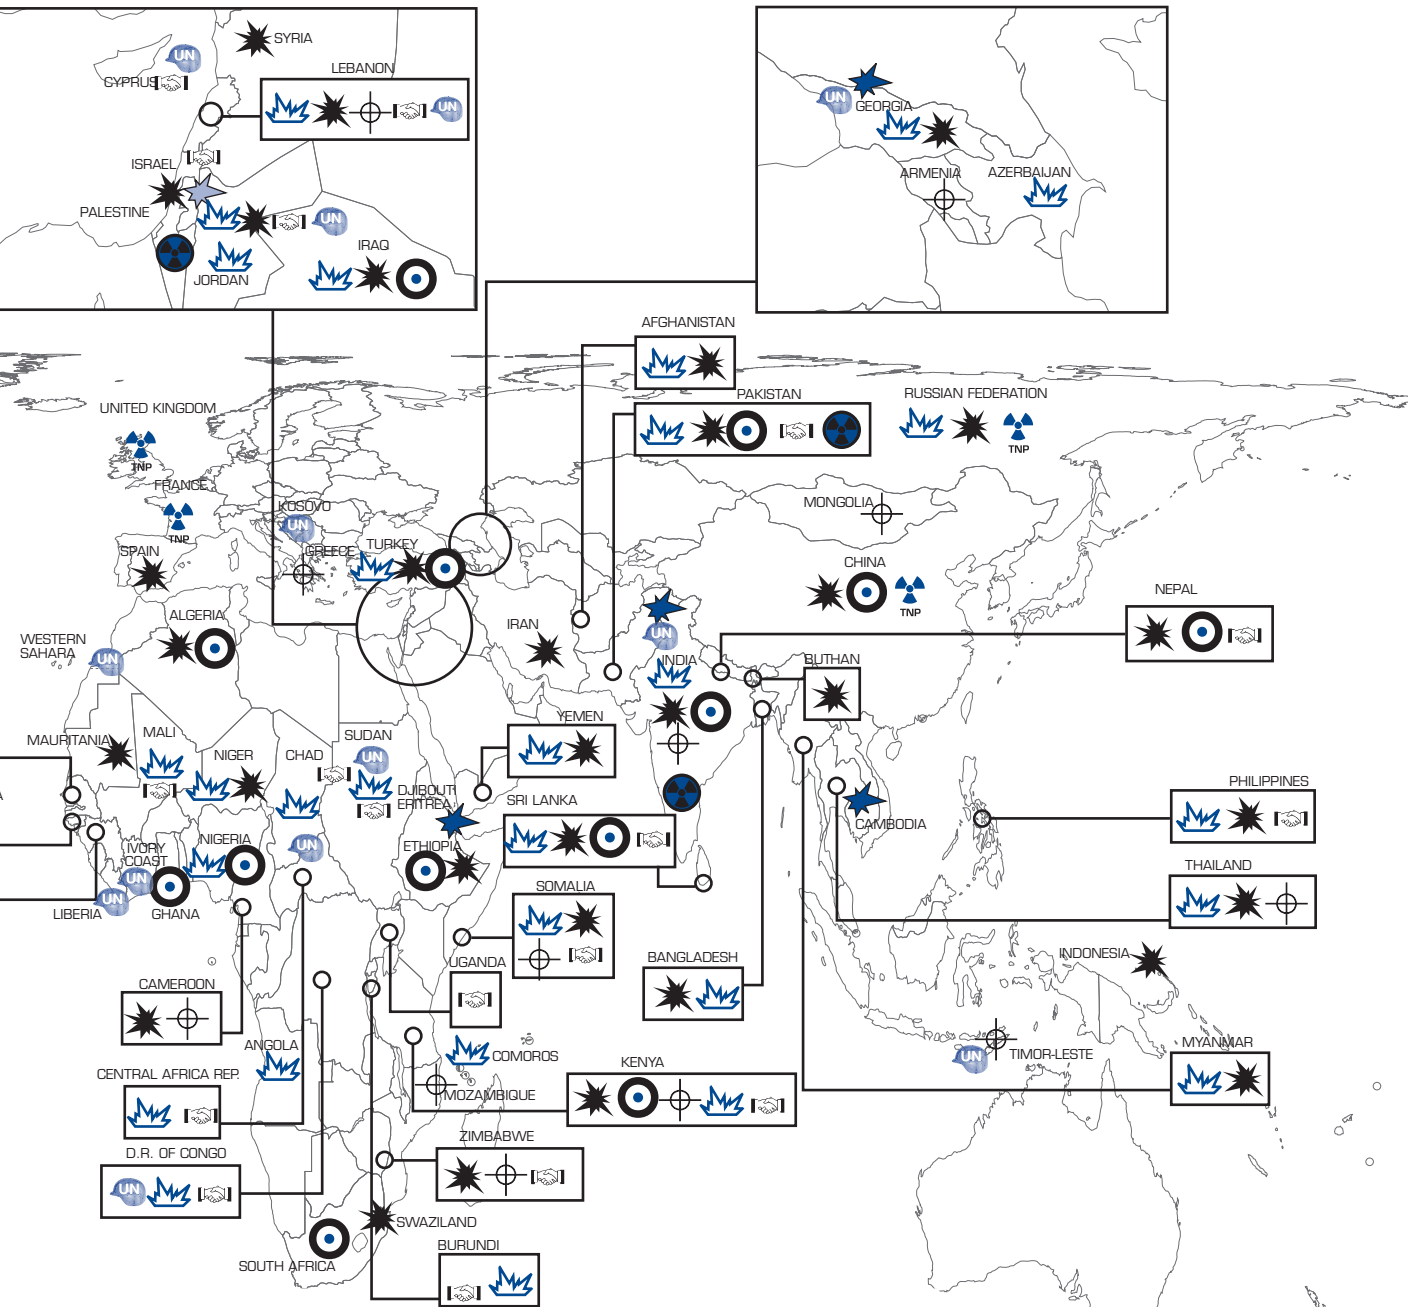 SYRIA
UN
CYPRUS
LEBANON
UN
ISRAEL
PALESTINE
UN
IRAQ
JORDAN
UN
GEORGIA
ARMENIA
AZERBAIJAN
AFGHANISTAN
PAKISTAN
RUSSIAN FEDERATION
TNP
UNITED KINGDOM
TNP
FRANCE
TNP
KOSOVO
UN
GREECE
TURKEY
SPAIN
MONGOLIA
CHINA
TNP
NEPAL
ALGERIA
WESTERN
SAHARA
UN
IRAN
UN
INDIA
BUTHAN
YEMEN
MAURITANIA
MALI
NIGER
CHAD
SUDAN
UN
DJIBOUTI
ERITREA
SRI LANKA
PHILIPPINES
CAMBODIA
NIGERIA
UN
IVORY
COAST
UN
ETHIOPIA
THAILAND
LIBERIA
UN
GHANA
SOMALIA
UGANDA
BANGLADESH
INDONESIA
CAMEROON
ANGOLA
COMOROS
KENYA
UN
TIMOR-LESTE
MYANMAR
CENTRAL AFRICA REP.
MOZAMBIQUE
D.R. OF CONGO
UN
ZIMBABWE
SWAZILAND
BURUNDI
SOUTH AFRICA
A